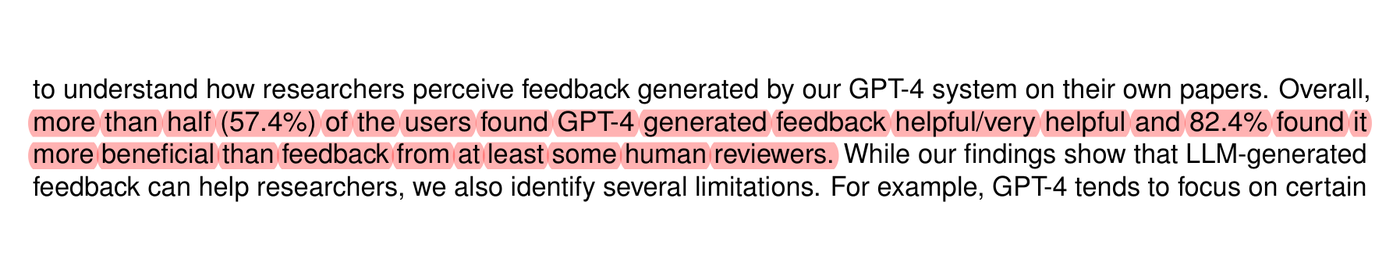 to understand how researchers perceive feedback generated by our GPT-4 system on their own papers. Overall,
more than half (57.4%) of the users found GPT-4 generated feedback helpful/very helpful and 82.4% found it
more beneficial than feedback from at least some human reviewers. While our findings show that LLM-generated
feedback can help researchers, we also identify several limitations. For example, GPT-4 tends to focus on certain